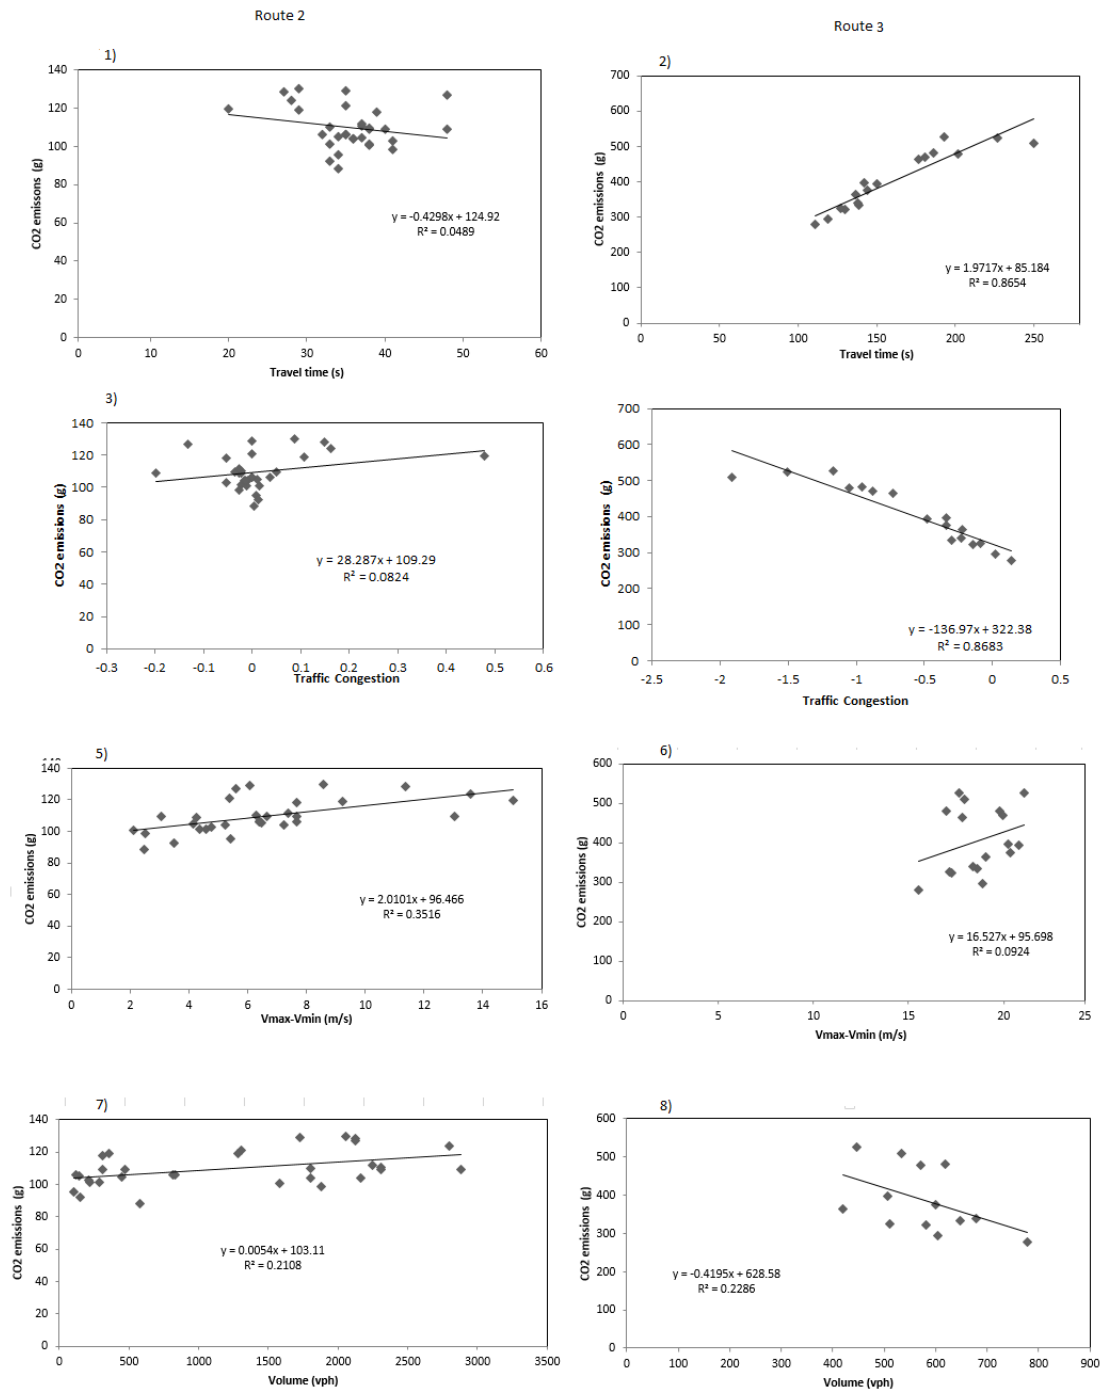 Route 2
Route 3
1)
140
120
100
80
60
40
20
0
CO2 emissons (g)
y = -0.4298x + 124.92
R² = 0.0489
0 10 20 30 40 50 60
Travel time (s)
2)
700
600
500
400
300
200
100
0
CO2 emissions (g)
y = 1.9717x + 85.184
R² = 0.8654
0 50 100 150 200 250
Travel time (s)
3)
140
120
100
80
60
40
20
0
CO2 emissions (g)
y = 28.287x + 109.29
R² = 0.0824
-0.3 -0.2 -0.1 0 0.1 0.2 0.3 0.4 0.5 0.6
Traffic Congestion
700
600
500
400
300
200
100
0
CO2 emissions (g)
y = -136.97x + 322.38
R² = 0.8683
-2.5 -2 -1.5 -1 -0.5 0 0.5
Traffic Congestion
5)
140
120
100
80
60
40
20
0
CO2 emissions (g)
y = 2.0101x + 96.466
R² = 0.3516
0 2 4 6 8 10 12 14 16
Vmax-Vmin (m/s)
6)
600
500
400
300
200
100
0
CO2 emissions (g)
y = 16.527x + 95.698
R² = 0.0924
0 5 10 15 20 25
Vmax-Vmin (m/s)
7)
140
120
100
80
60
40
20
0
CO2 emissions (g)
y = 0.0054x + 103.11
R² = 0.2108
0 500 1000 1500 2000 2500 3000 3500
Volume (vph)
8)
600
500
400
300
200
100
0
CO2 emissions (g)
y = -0.4195x + 628.58
R² = 0.2286
0 100 200 300 400 500 600 700 800 900
Volume (vph)